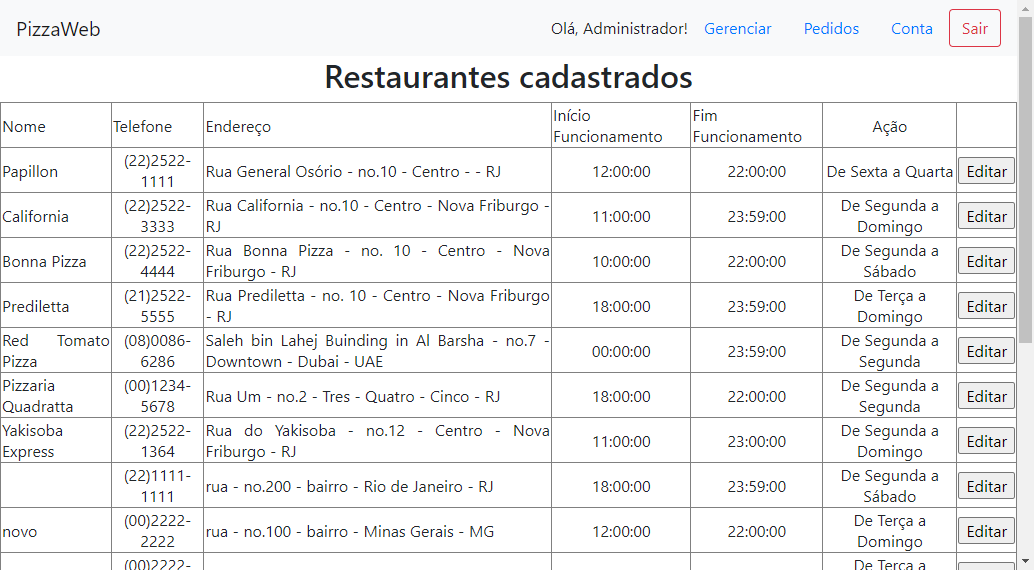 PizzaWeb Olá, Administrador! Gerenciar Pedidos Conta Sair
Restaurantes cadastrados
Nome Telefone Endereço Início Funcionamento Fim Funcionamento Ação
Papillon (22)2522-1111 Rua General Osório - no.10 - Centro - - RJ 12:00:00 22:00:00 De Sexta a Quarta Editar
California (22)2522-3333 Rua California - no.10 - Centro - Nova Friburgo - RJ 11:00:00 23:59:00 De Segunda a Domingo Editar
Bonna Pizza (22)2522-4444 Rua Bonna Pizza - no. 10 - Centro - Nova Friburgo - RJ 10:00:00 22:00:00 De Segunda a Sábado Editar
Prediletta (21)2522-5555 Rua Prediletta - no. 10 - Centro - Nova Friburgo - RJ 18:00:00 23:59:00 De Terça a Domingo Editar
Red Tomato Pizza (08)0086-6286 Saleh bin Lahej Buinding in Al Barsha - no.7 - Downtown - Dubai - UAE 00:00:00 23:59:00 De Segunda a Segunda Editar
Pizzaria Quadratta (00)1234-5678 Rua Um - no.2 - Tres - Quatro - Cinco - RJ 18:00:00 22:00:00 De Segunda a Segunda Editar
Yakisoba Express (22)2522-1364 Rua do Yakisoba - no.12 - Centro - Nova Friburgo - RJ 11:00:00 23:00:00 De Segunda a Domingo Editar
(22)1111-1111 rua - no.200 - bairro - Rio de Janeiro - RJ 18:00:00 23:59:00 De Segunda a Sábado Editar
novo (00)2222-2222 rua - no.100 - bairro - Minas Gerais - MG 12:00:00 22:00:00 De Terça a Domingo Editar
(00)2222- De Terça a